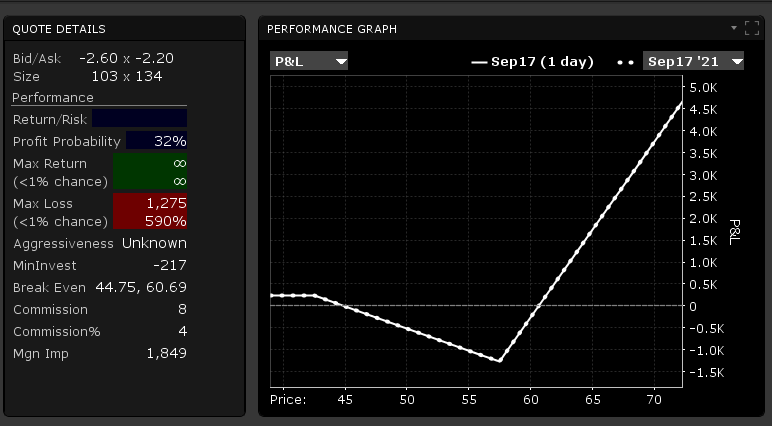 QUOTE DETAILS
Bid/Ask -2.60 x -2.20
Size 103 x 134
Performance
Return/Risk
Profit Probability 32%
Max Return ∞
(<1% chance) ∞
Max Loss 1,275
(<1% chance) 590%
Aggressiveness Unknown
MinInvest -217
Break Even 44.75, 60.69
Commission 8
Commission% 4
Mgn Imp 1,849
PERFORMANCE GRAPH
P&L Sep17 (1 day) Sep17 '21
5.0K
4.5K
4.0K
3.5K
3.0K
2.5K
2.0K
1.5K
1.0K
0.5K
0
-0.5K
-1.0K
-1.5K
P&L
Price: 45 50 55 60 65 70